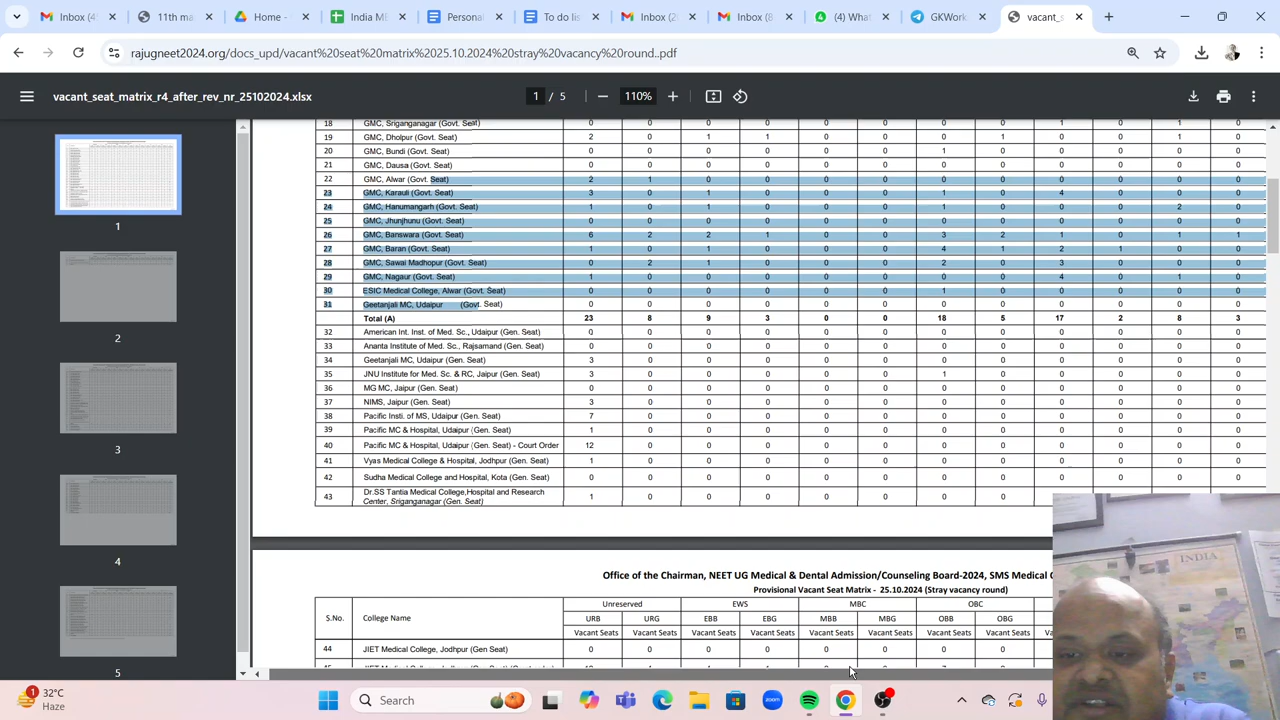 Inbox (4
11th ma
Home -
India ME
Persona
To do lis
Inbox (2
Inbox (8
(4) What
GKWork
vacant_s
rajugneet2024.org/docs_upd/vacant%20seat%20matrix%2025.10.2024%20stray%20vacancy%20round..pdf
vacant_seat_matrix_r4_after_rev_nr_25102024.xlsx
1 / 5
110%
1
2
3
4
5
18 GMC, Sriganganagar (Govt. Seat) 0 0 0 0 0 0 0 0 1 0 1 0
19 GMC, Dholpur (Govt. Seat) 2 0 1 1 0 0 0 1 0 0 1 0
20 GMC, Bundi (Govt. Seat) 0 0 0 0 0 0 1 0 0 0 0 0
21 GMC, Dausa (Govt. Seat) 0 0 0 0 0 0 0 0 0 0 0 0
22 GMC, Alwar (Govt. Seat) 2 1 0 0 0 0 0 0 0 0 0 0
23 GMC, Karauli (Govt. Seat) 3 0 1 0 0 0 1 0 4 0 0 0
24 GMC, Hanumangarh (Govt. Seat) 1 0 1 0 0 0 1 0 0 0 2 0
25 GMC, Jhunjhunu (Govt. Seat) 0 0 0 0 0 0 0 0 0 0 0 0
26 GMC, Banswara (Govt. Seat) 6 2 2 1 0 0 3 2 1 0 1 1
27 GMC, Baran (Govt. Seat) 1 0 1 0 0 0 4 1 2 1 0 0
28 GMC, Sawai Madhopur (Govt. Seat) 0 2 1 0 0 0 2 0 3 0 0 0
29 GMC, Nagaur (Govt. Seat) 1 0 0 0 0 0 0 0 4 0 1 0
30 ESIC Medical College, Alwar (Govt. Seat) 0 0 0 0 0 0 1 0 0 0 0 0
31 Geetanjali MC, Udaipur (Govt. Seat) 0 0 0 0 0 0 0 0 0 0 0 0
Total (A) 23 8 9 3 0 0 18 5 17 2 8 3
32 American Int. Inst. of Med. Sc., Udaipur (Gen. Seat) 0 0 0 0 0 0 0 0 0 0 0 0
33 Ananta Institute of Med. Sc., Rajsamand (Gen. Seat) 0 0 0 0 0 0 0 0 0 0 0 0
34 Geetanjali MC, Udaipur (Gen. Seat) 3 0 0 0 0 0 0 0 0 0 0 0
35 JNU Institute for Med. Sc. & RC, Jaipur (Gen. Seat) 3 0 0 0 0 0 1 0 0 0 0 0
36 MG MC, Jaipur (Gen. Seat) 0 0 0 0 0 0 0 0 0 0 0 0
37 NIMS, Jaipur (Gen. Seat) 3 0 0 0 0 0 0 0 0 0 0 0
38 Pacific Insti. of MS, Udaipur (Gen. Seat) 7 0 0 0 0 0 0 0 0 0 0 0
39 Pacific MC & Hospital, Udaipur (Gen. Seat) 1 0 0 0 0 0 0 0 0 0 0 0
40 Pacific MC & Hospital, Udaipur (Gen. Seat) - Court Order 12 0 0 0 0 0 0 0 0 0 0 0
41 Vyas Medical College & Hospital, Jodhpur (Gen. Seat) 1 0 0 0 0 0 0 0 0 0 0 0
42 Sudha Medical College and Hospital, Kota (Gen. Seat) 0 0 0 0 0 0 0 0 0 0 0 0
43 Dr.SS Tantia Medical College,Hospital and Research
Center, Sriganganagar (Gen. Seat) 1 0 0 0 0 0 0 0
Office of the Chairman, NEET UG Medical & Dental Admission/Counseling Board-2024, SMS Medical C
Provisional Vacant Seat Matrix - 25.10.2024 (Stray vacancy round)
Unreserved EWS MBC OBC
S.No. College Name URB URG EBB EBG MBB MBG OBB OBG
Vacant Seats Vacant Seats Vacant Seats Vacant Seats Vacant Seats Vacant Seats Vacant Seats Vacant Seats
44 JIET Medical College, Jodhpur (Gen Seat) 0 0 0 0 0 0 0 0
INDIA
1
32°C
Haze
Search
zoom